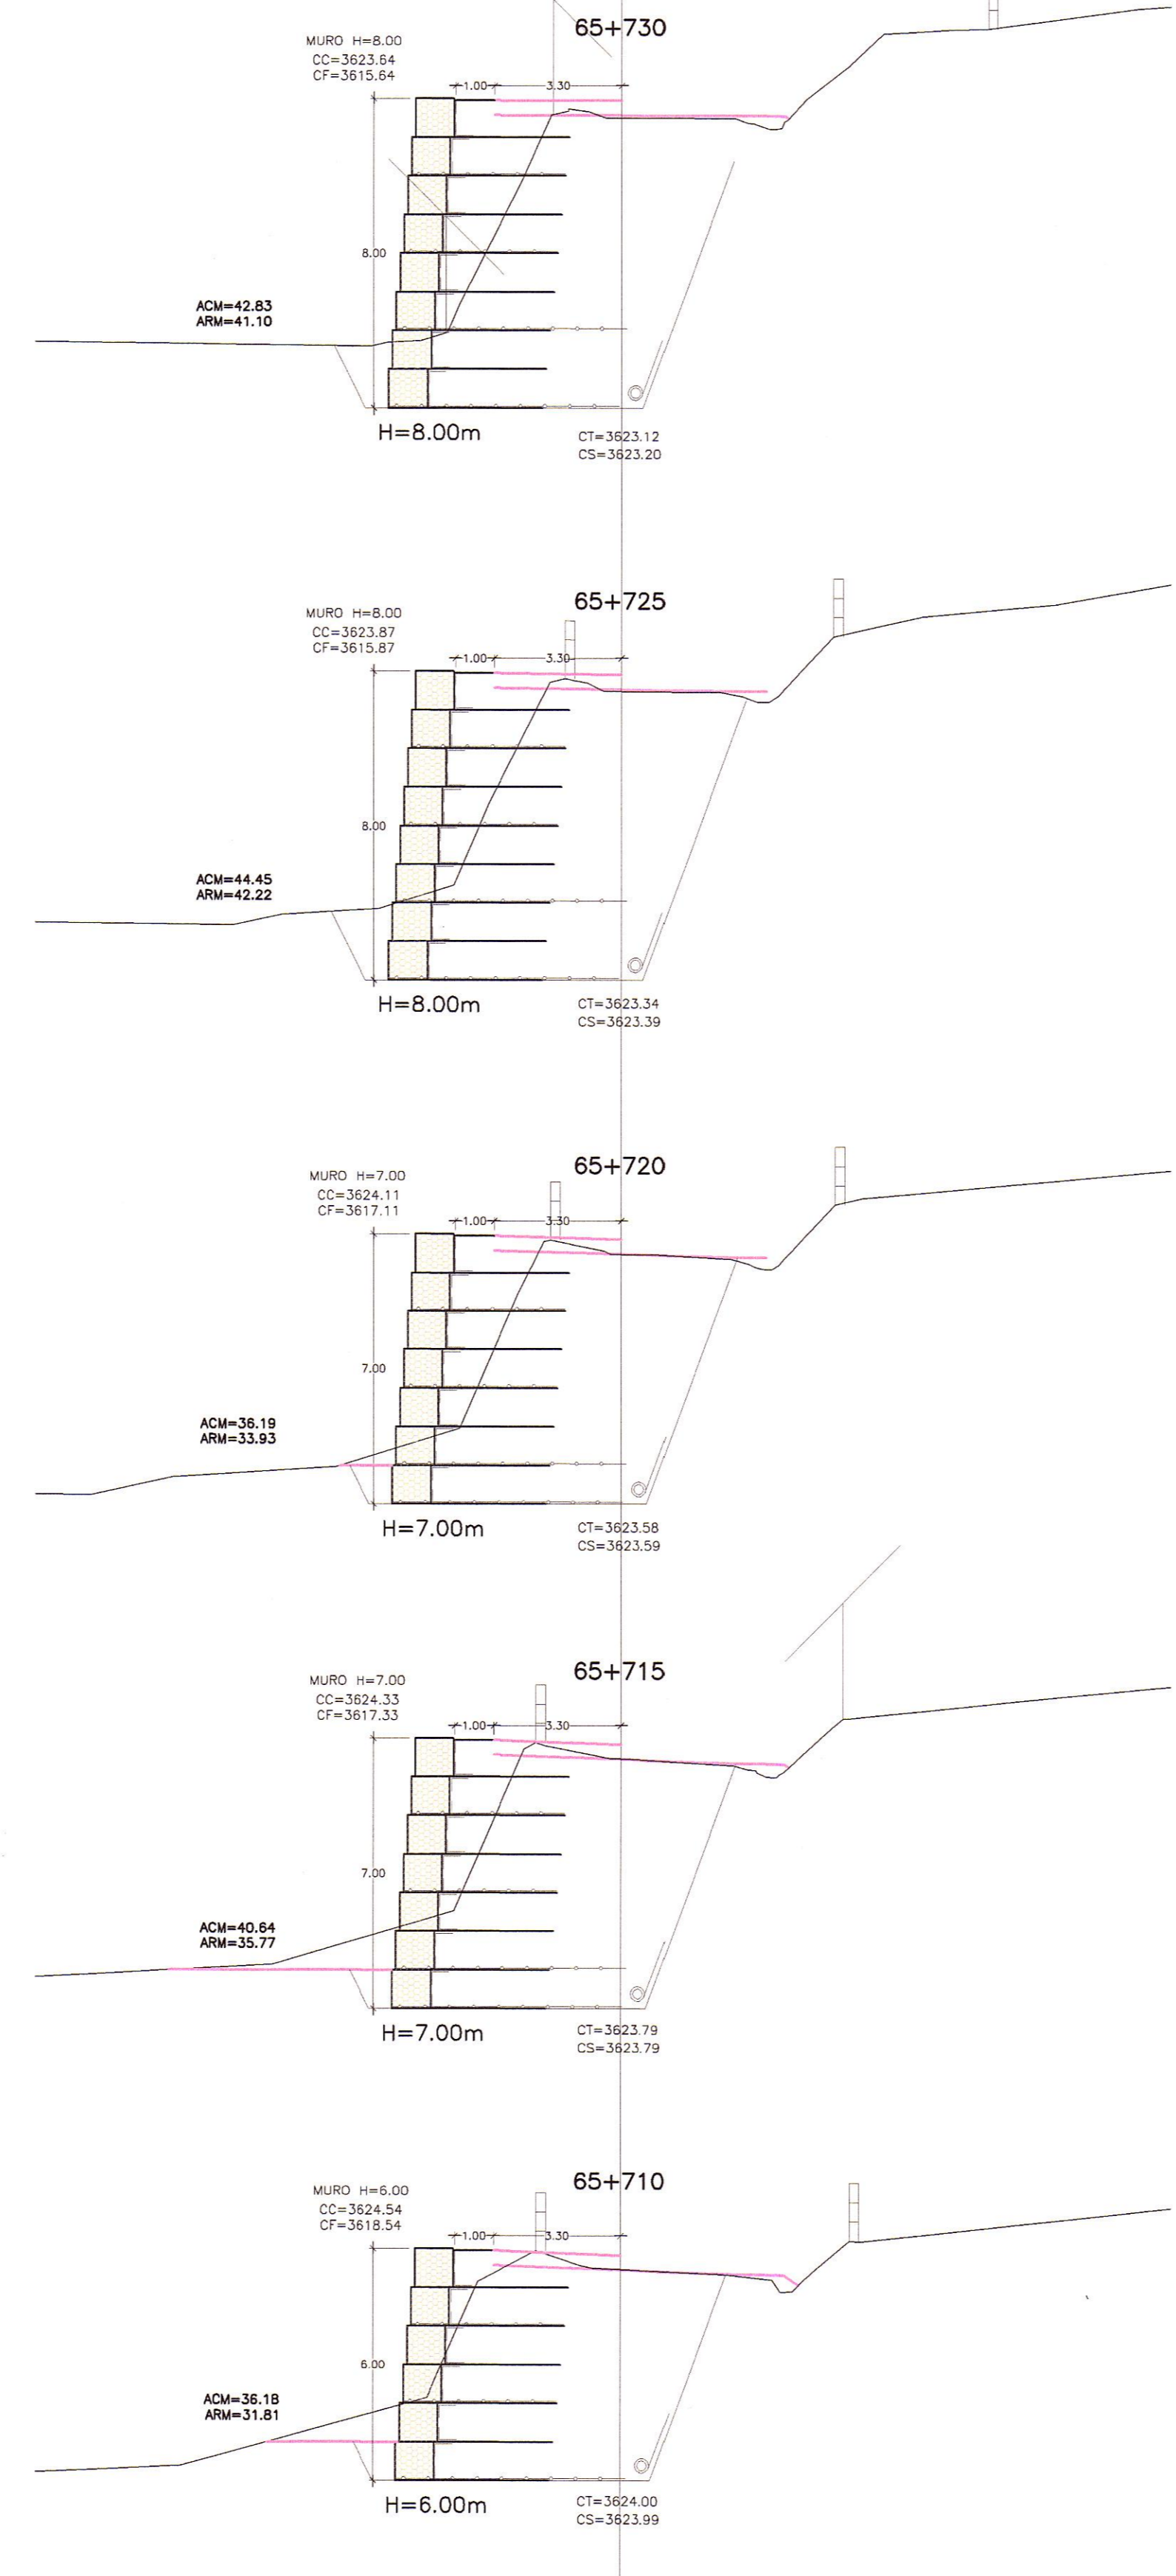 65+730
MURO H=8.00
CC=3623.64
CF=3615.64
1.00 3.30
8.00
ACM=42.83
ARM=41.10
H=8.00m
CT=3623.12
CS=3623.20
65+725
MURO H=8.00
CC=3623.87
CF=3615.87
1.00 3.30
8.00
ACM=44.45
ARM=42.22
H=8.00m
CT=3623.34
CS=3623.39
65+720
MURO H=7.00
CC=3624.11
CF=3617.11
1.00 3.30
7.00
ACM=36.19
ARM=33.93
H=7.00m
CT=3623.58
CS=3623.59
65+715
MURO H=7.00
CC=3624.33
CF=3617.33
1.00 3.30
7.00
ACM=40.64
ARM=35.77
H=7.00m
CT=3623.79
CS=3623.79
65+710
MURO H=6.00
CC=3624.54
CF=3618.54
1.00 3.30
6.00
ACM=36.18
ARM=31.81
H=6.00m
CT=3624.00
CS=3623.99